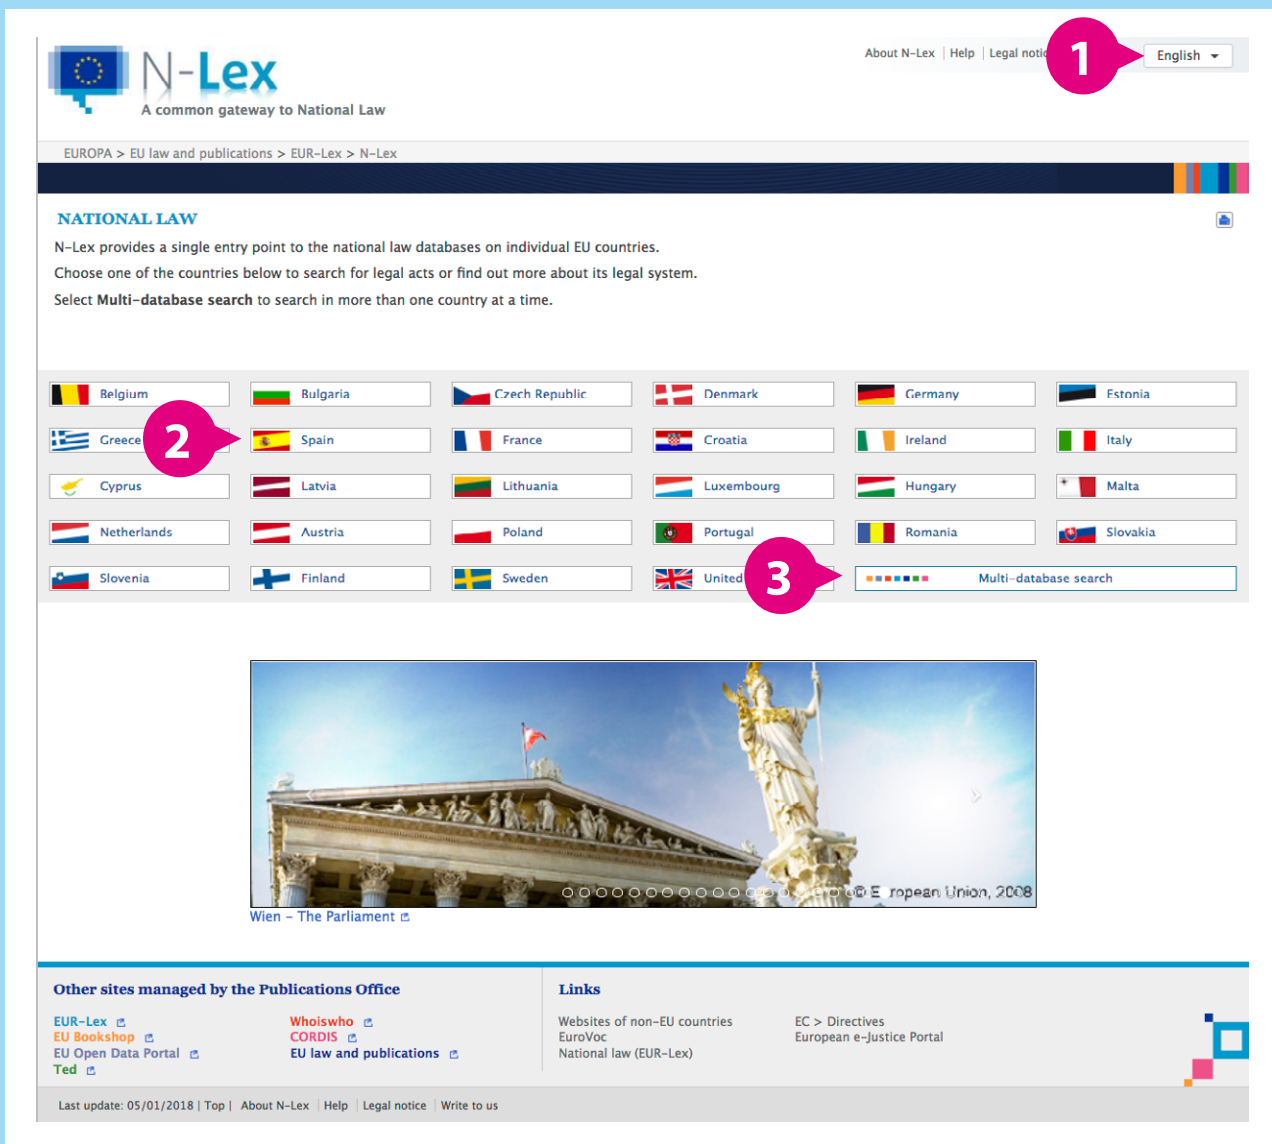 N-Lex
A common gateway to National Law
About N-Lex | Help | Legal
1
English
EUROPA > EU law and publications > EUR-Lex > N-Lex
NATIONAL LAW
N-Lex provides a single entry point to the national law databases on individual EU countries.
Choose one of the countries below to search for legal acts or find out more about its legal system.
Select Multi-database search to search in more than one country at a time.
Belgium Bulgaria Czech Republic Denmark Germany Estonia
Greece 2 Spain France Croatia Ireland Italy
Cyprus Latvia Lithuania Luxembourg Hungary Malta
Netherlands Austria Poland Portugal Romania Slovakia
Slovenia Finland Sweden United 3 Multi-database search
© European Union, 2008
Wien - The Parliament
Other sites managed by the Publications Office
EUR-Lex Whoiswho
EU Bookshop CORDIS
EU Open Data Portal EU law and publications
Ted
Links
Websites of non-EU countries EC > Directives
EuroVoc European e-Justice Portal
National law (EUR-Lex)
Last update: 05/01/2018 | Top | About N-Lex | Help | Legal notice | Write to us